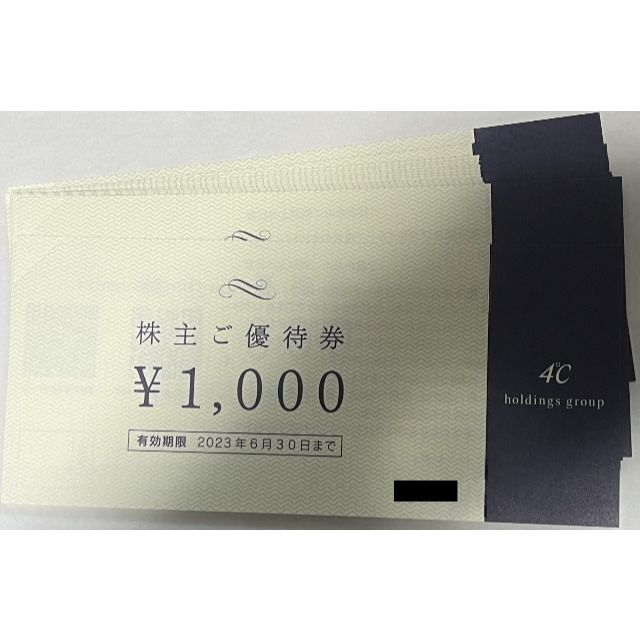 株主ご優待券
¥1,000
有効期限 2023年6月30日まで
4℃
holdings group